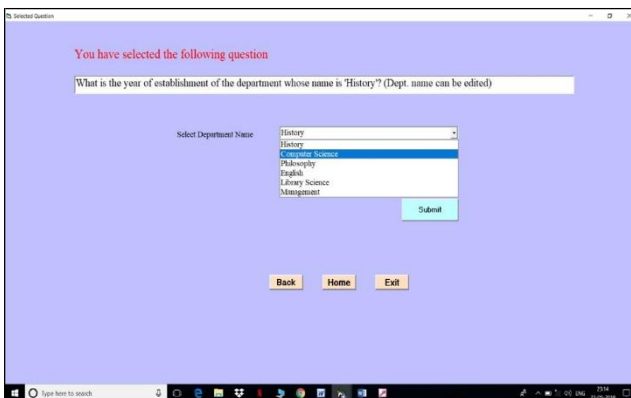 Selected Question
You have selected the following question
What is the year of establishment of the department whose name is 'History'? (Dept. name can be edited)
Select Department Name
History
History
Computer Science
Philosophy
English
Library Science
Management
Submit
Back Home Exit
Type here to search
ENG
23:14